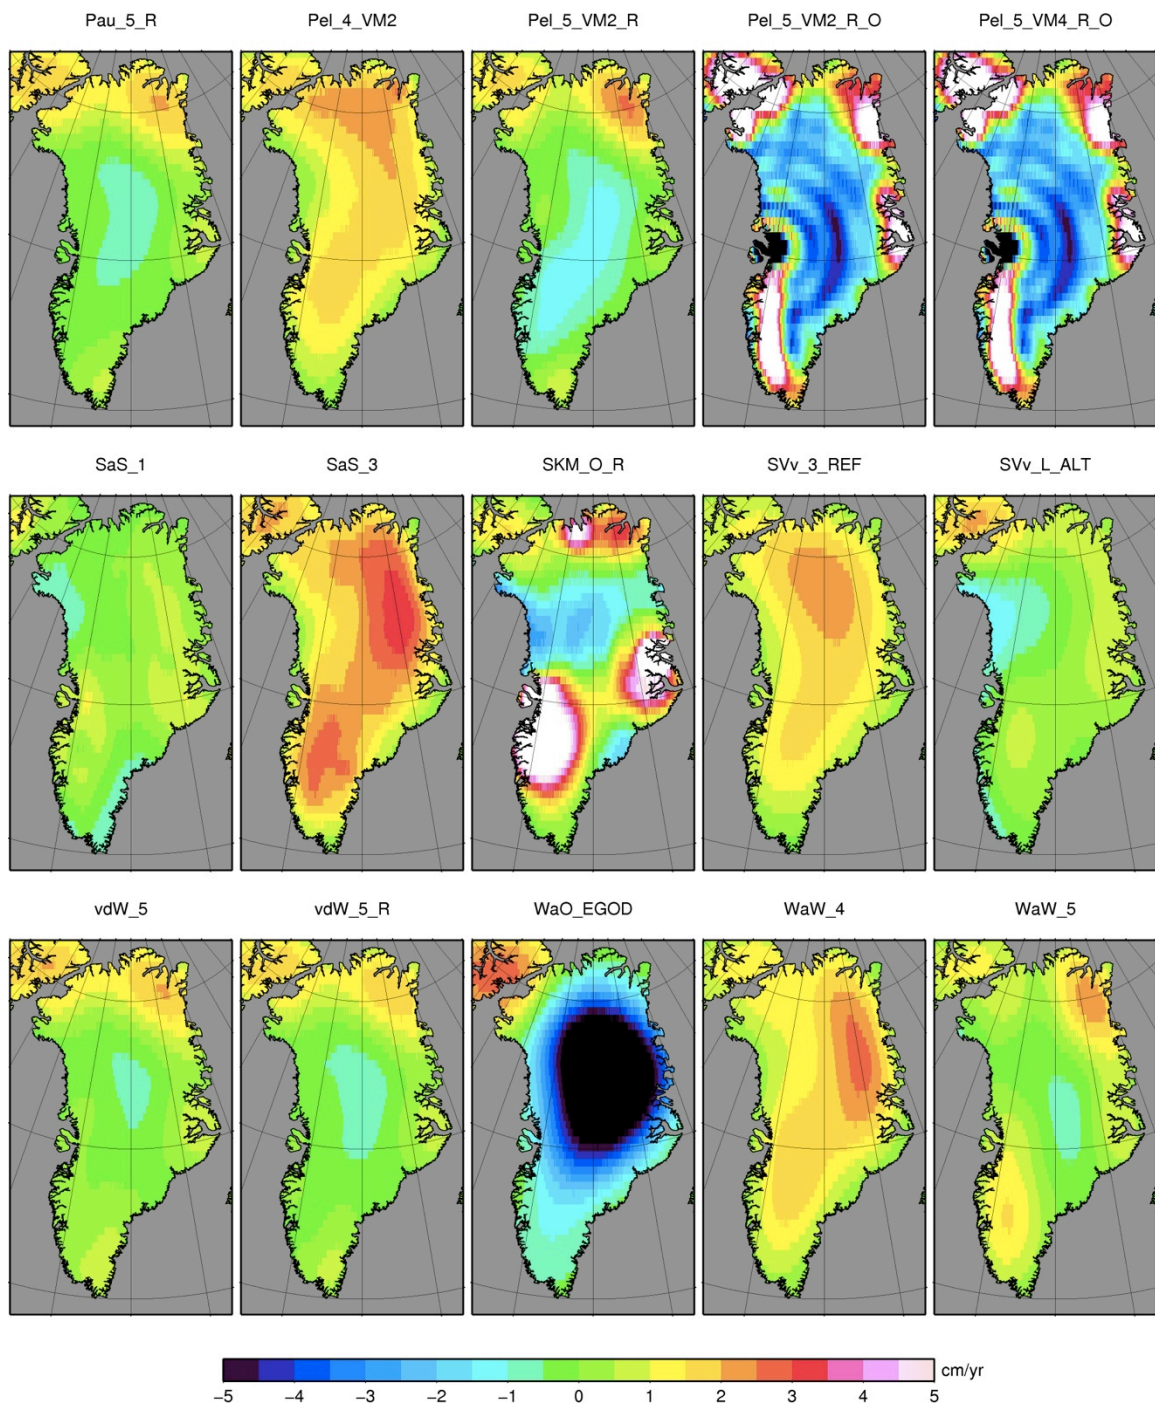 Pau_5_R Pel_4_VM2 Pel_5_VM2_R Pel_5_VM2_R_O Pel_5_VM4_R_O
SaS_1 SaS_3 SKM_O_R SVv_3_REF SVv_L_ALT
vdW_5 vdW_5_R WaO_EGOD WaW_4 WaW_5
cm/yr
−5 −4 −3 −2 −1 0 1 2 3 4 5